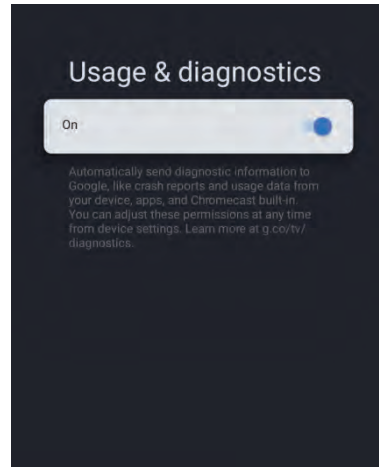 Usage & diagnostics
On
Automatically send diagnostic information to
Google, like crash reports and usage data from
your device, apps, and Chromecast built-in.
You can adjust these permissions at any time
from device settings. Learn more at g.co/tv/
diagnostics.